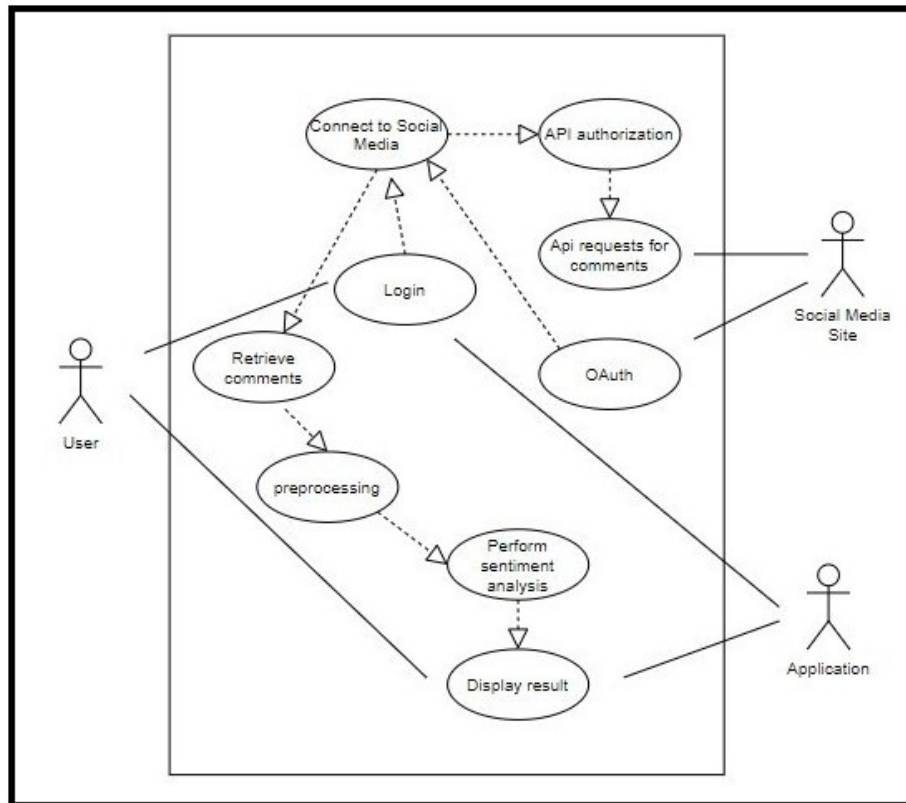 Connect to Social
Media
API authorization
Api requests for
comments
Login
Social Media
Site
Retrieve
comments
OAuth
User
preprocessing
Perform
sentiment
analysis
Application
Display result